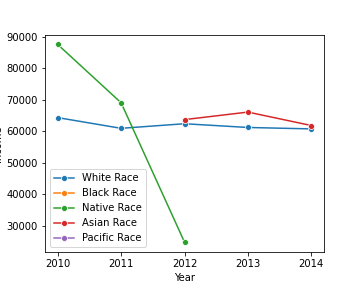 90000
80000
70000
60000
50000
40000
30000
White Race
Black Race
Native Race
Asian Race
Pacific Race
2010 2011 2012 2013 2014
Year